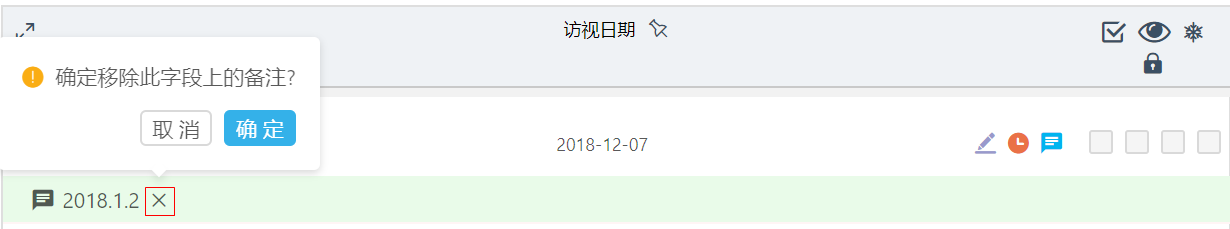 访视日期
确定移除此字段上的备注?
取 消 确 定
2018-12-07
2018.1.2